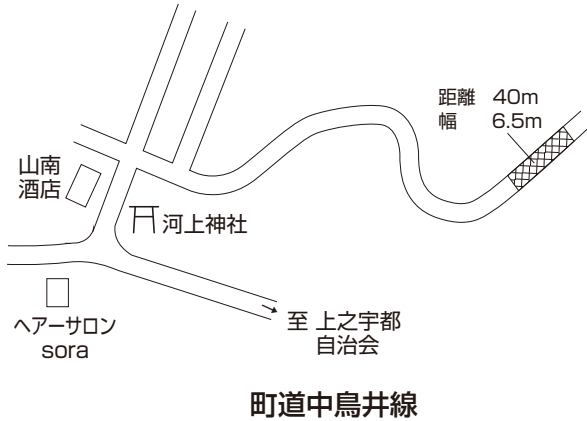 距離 40m
幅 6.5m
山南
酒店
河上神社
ヘアーサロン
sora
至 上之宇都
自治会
町道中鳥井線